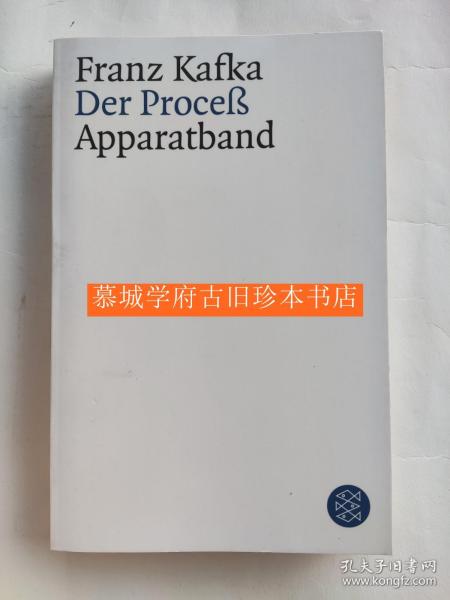 Franz Kafka
Der Proceß
Apparatband
慕城学府古旧珍本书店
孔夫子旧书网
www.kongfz.com